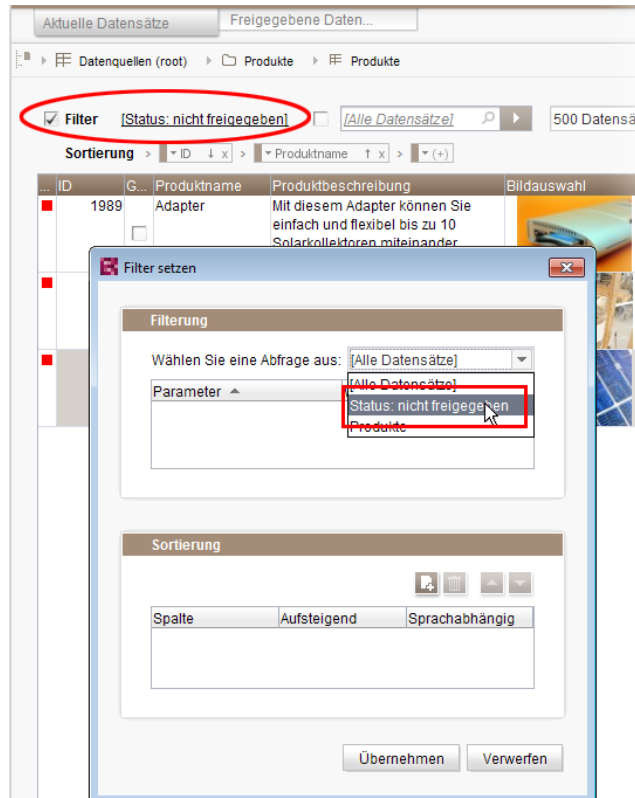 Aktuelle Datensätze
Freigegebene Daten...
Datenquellen (root) Produkte Produkte
Filter [Status: nicht freigegeben] [Alle Datensätze] 500 Datensä
Sortierung > ID ↓ x > Produktname ↑ x > (+)
... ID G... Produktname Produktbeschreibung Bildauswahl
1989 Adapter Mit diesem Adapter können Sie
einfach und flexibel bis zu 10
Solarkollektoren miteinander
Filter setzen
Filterung
Wählen Sie eine Abfrage aus: [Alle Datensätze]
Parameter
[Alle Datensätze]
Status: nicht freigegeben
Produkte
Sortierung
Spalte Aufsteigend Sprachabhängig
Übernehmen Verwerfen